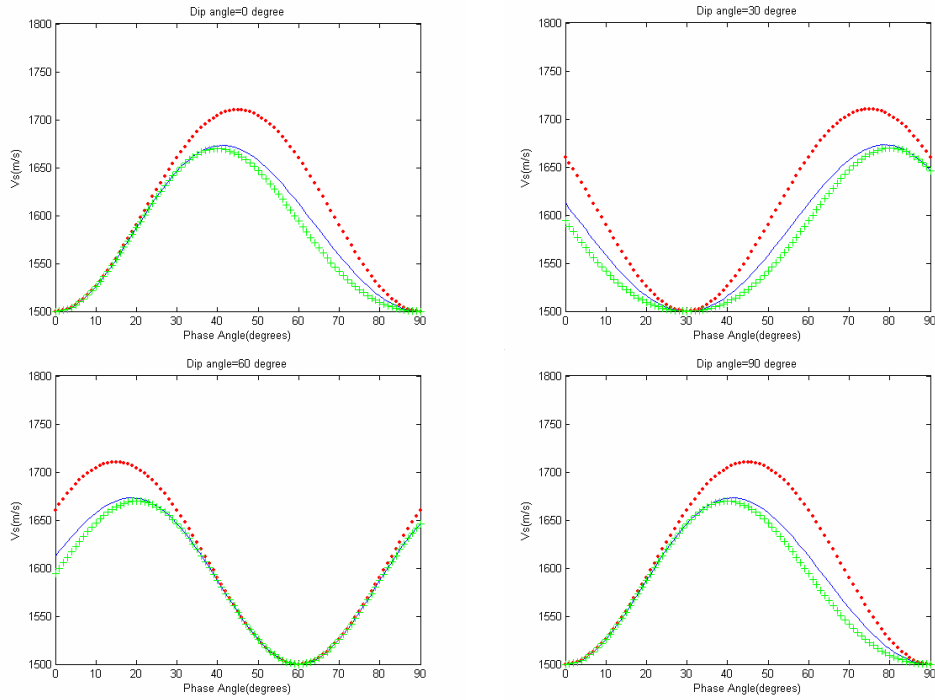 Dip angle=0 degree
1800
1750
1700
1650
1600
1550
1500
Vs(m/s)
0 10 20 30 40 50 60 70 80 90
Phase Angle(degrees)
Dip angle=30 degree
1800
1750
1700
1650
1600
1550
1500
Vs(m/s)
0 10 20 30 40 50 60 70 80 90
Phase Angle(degrees)
Dip angle=60 degree
1800
1750
1700
1650
1600
1550
1500
Vs(m/s)
0 10 20 30 40 50 60 70 80 90
Phase Angle(degrees)
Dip angle=90 degree
1800
1750
1700
1650
1600
1550
1500
Vs(m/s)
0 10 20 30 40 50 60 70 80 90
Phase Angle(degrees)